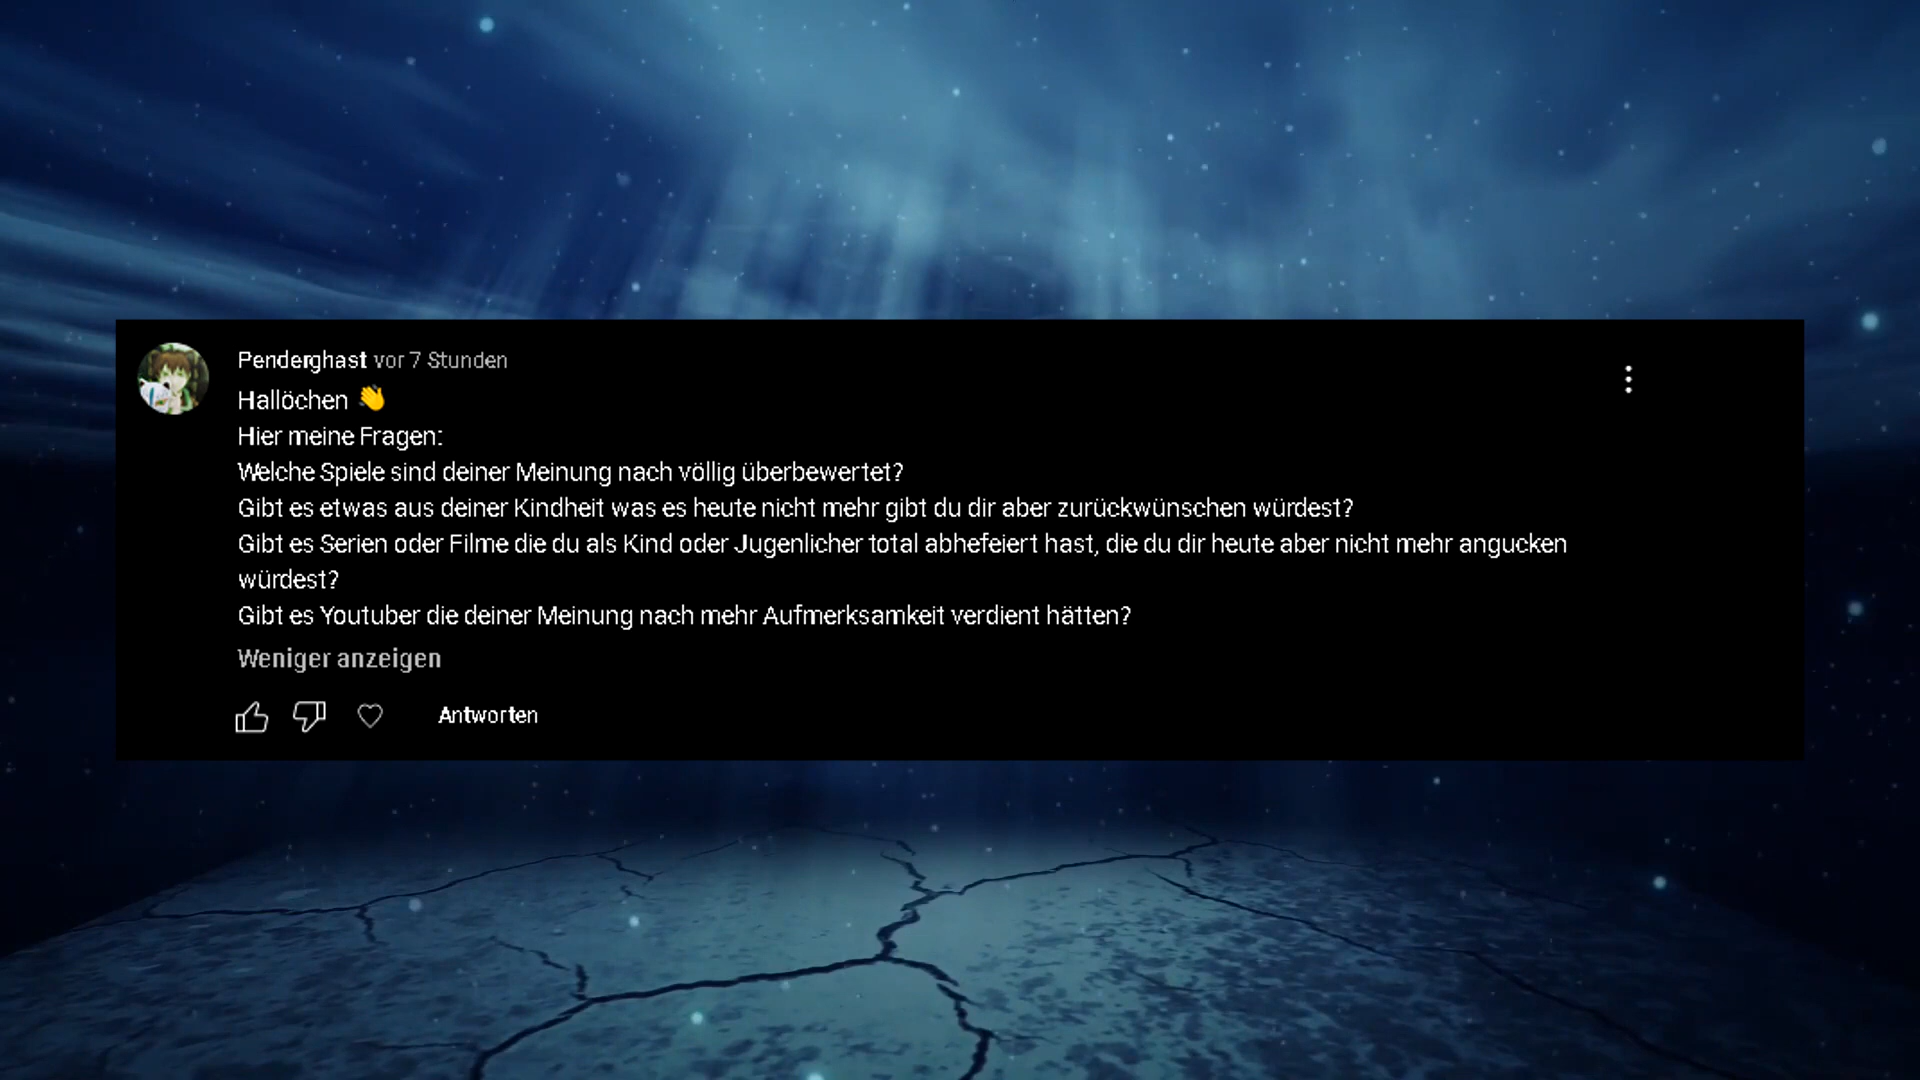 Penderghast vor 7 Stunden
Hallöchen 👋
Hier meine Fragen:
Welche Spiele sind deiner Meinung nach völlig überbewertet?
Gibt es etwas aus deiner Kindheit was es heute nicht mehr gibt du dir aber zurückwünschen würdest?
Gibt es Serien oder Filme die du als Kind oder Jugenlicher total abhefeiert hast, die du dir heute aber nicht mehr angucken
würdest?
Gibt es Youtuber die deiner Meinung nach mehr Aufmerksamkeit verdient hätten?
Weniger anzeigen
Antworten